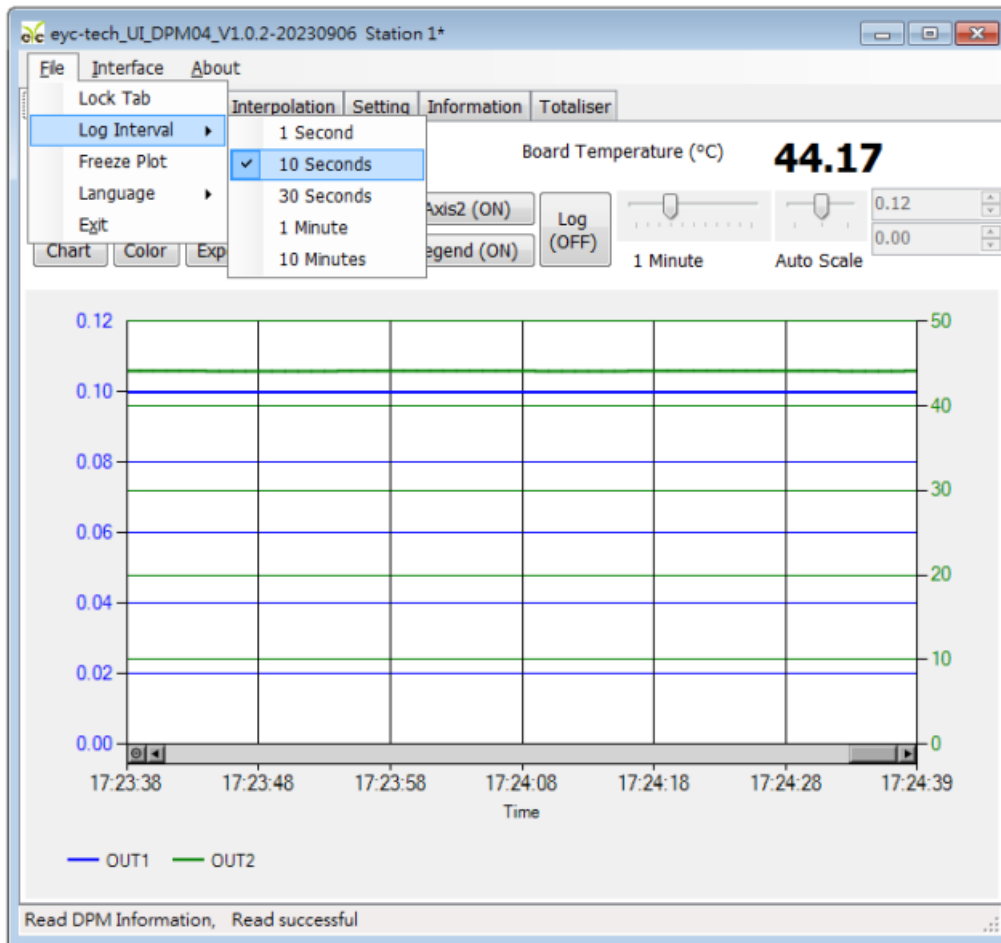 eyc-tech_UI_DPM04_V1.0.2-20230906 Station 1*
File Interface About
Lock Tab
Log Interval
Freeze Plot
Language
Exit
1 Second
10 Seconds
30 Seconds
1 Minute
10 Minutes
Interpolation Setting Information Totaliser
Board Temperature (°C) 44.17
Axis2 (ON)
Log
(OFF)
0.12
0.00
Chart Color Exp egend (ON)
1 Minute Auto Scale
0.12 50
0.10
40
0.08
30
0.06
20
0.04
10
0.02
0.00 0
17:23:38 17:23:48 17:23:58 17:24:08 17:24:18 17:24:28 17:24:39
Time
OUT1 OUT2
Read DPM Information, Read successful